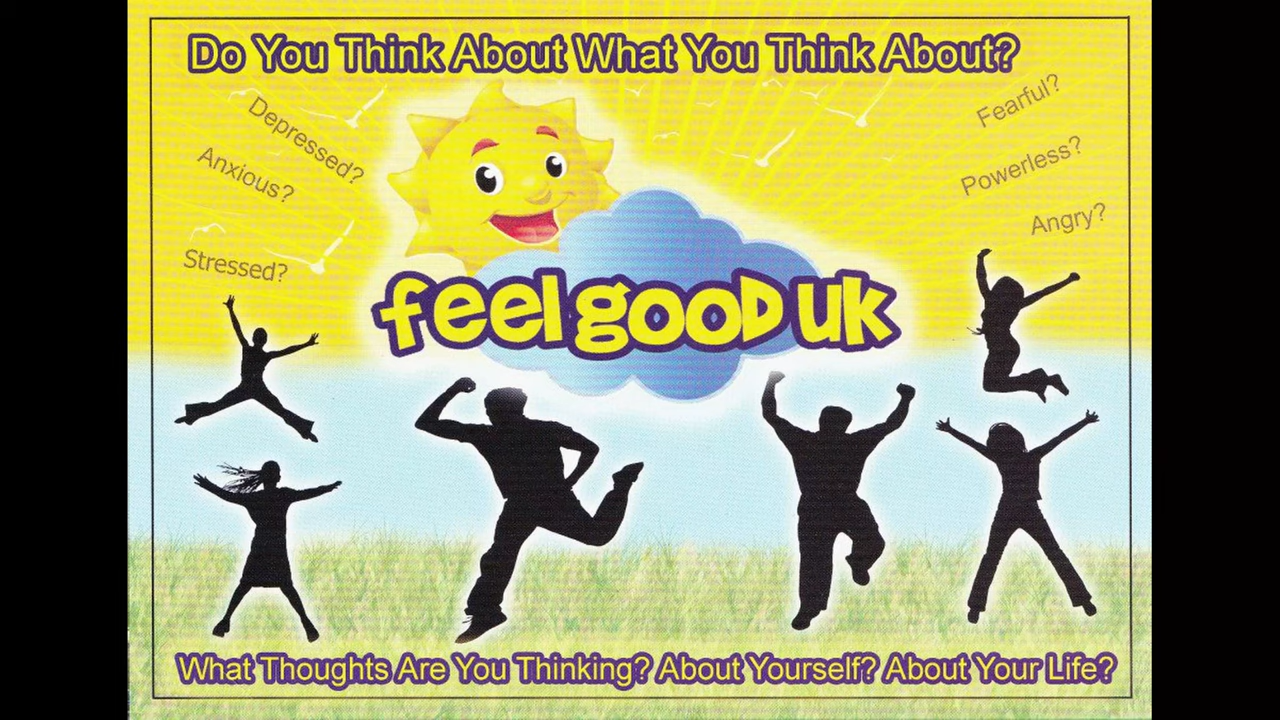 Do You Think About What You Think About?
Depressed?
Anxious?
Stressed?
Fearful?
Powerless?
Angry?
feel good uk
What Thoughts Are You Thinking? About Yourself? About Your Life?